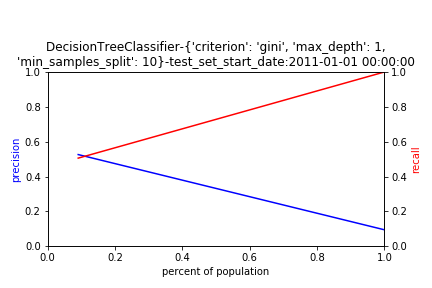 DecisionTreeClassifier-{'criterion': 'gini', 'max_depth': 1,
'min_samples_split': 10}-test_set_start_date:2011-01-01 00:00:00
1.0
0.8
0.6
0.4
0.2
0.0
precision
1.0
0.8
0.6
0.4
0.2
0.0
recall
0.0 0.2 0.4 0.6 0.8 1.0
percent of population